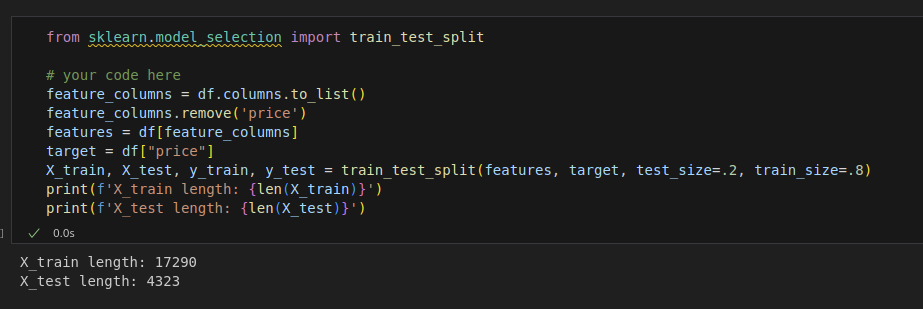 from sklearn.model_selection import train_test_split
# your code here
feature_columns = df.columns.to_list()
feature_columns.remove('price')
features = df[feature_columns]
target = df["price"]
X_train, X_test, y_train, y_test = train_test_split(features, target, test_size=.2, train_size=.8)
print(f'X_train length: {len(X_train)}')
print(f'X_test length: {len(X_test)}')
] ✓ 0.0s
X_train length: 17290
X_test length: 4323